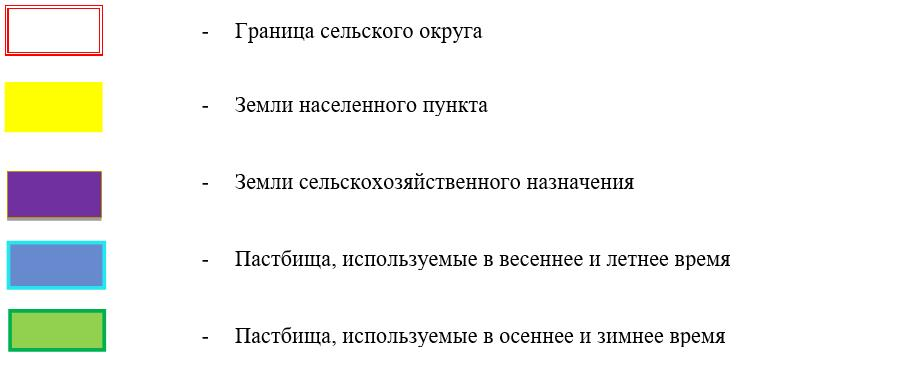 - Граница сельского округа
- Земли населенного пункта
- Земли сельскохозяйственного назначения
- Пастбища, используемые в весеннее и летнее время
- Пастбища, используемые в осеннее и зимнее время